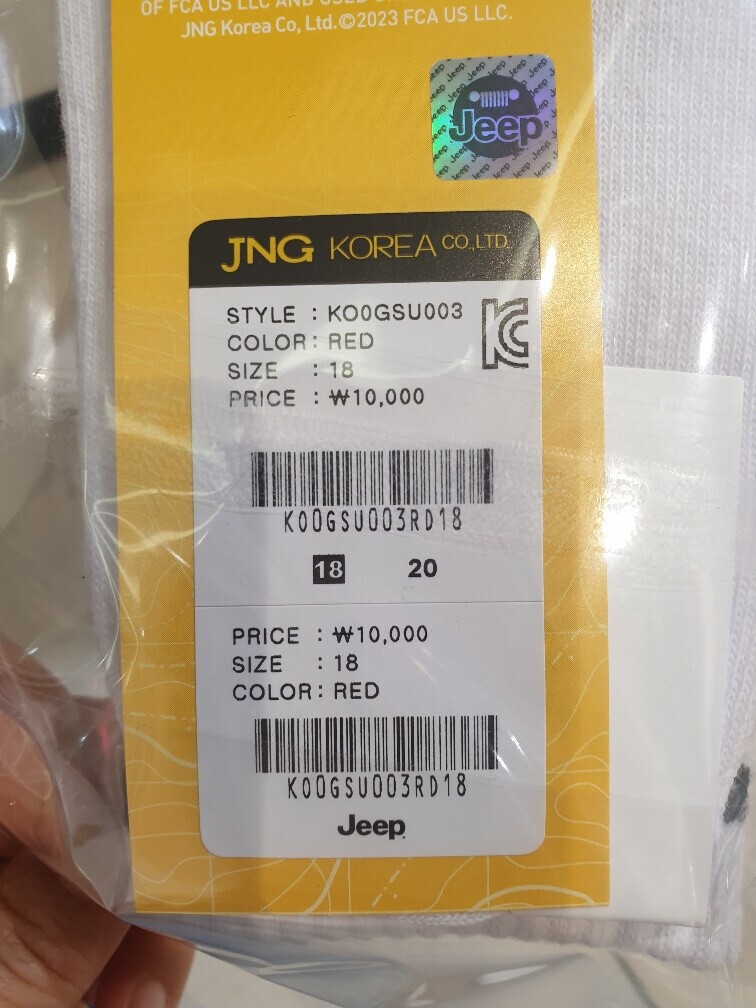 OF FCA US LLC AND USED
JNG Korea Co, Ltd.©2023 FCA US LLC.
Jeep
JNG KOREA CO.,LTD.
STYLE : KO0GSU003
COLOR : RED
SIZE : 18
PRICE : ₩10,000
KO0GSU003RD18
18 20
PRICE : ₩10,000
SIZE : 18
COLOR : RED
KO0GSU003RD18
Jeep